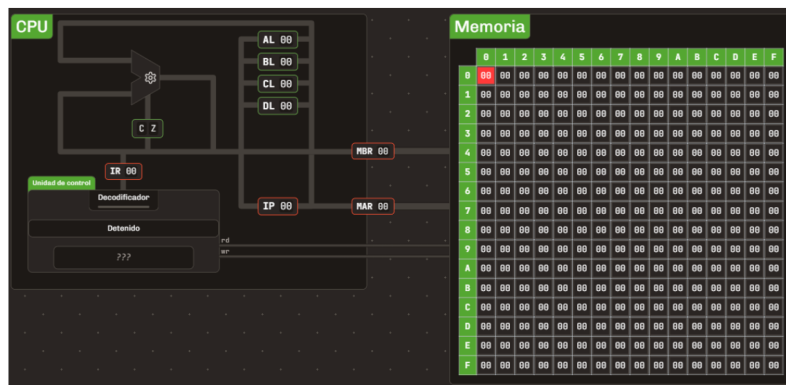 CPU
AL 00
BL 00
CL 00
DL 00
C Z
IR 00
MBR 00
Unidad de control
Decodificador
Detenido
???
IP 00
MAR 00
rd
wr
Memoria
0 1 2 3 4 5 6 7 8 9 A B C D E F
0 00 00 00 00 00 00 00 00 00 00 00 00 00 00 00 00
1 00 00 00 00 00 00 00 00 00 00 00 00 00 00 00 00
2 00 00 00 00 00 00 00 00 00 00 00 00 00 00 00 00
3 00 00 00 00 00 00 00 00 00 00 00 00 00 00 00 00
4 00 00 00 00 00 00 00 00 00 00 00 00 00 00 00 00
5 00 00 00 00 00 00 00 00 00 00 00 00 00 00 00 00
6 00 00 00 00 00 00 00 00 00 00 00 00 00 00 00 00
7 00 00 00 00 00 00 00 00 00 00 00 00 00 00 00 00
8 00 00 00 00 00 00 00 00 00 00 00 00 00 00 00 00
9 00 00 00 00 00 00 00 00 00 00 00 00 00 00 00 00
A 00 00 00 00 00 00 00 00 00 00 00 00 00 00 00 00
B 00 00 00 00 00 00 00 00 00 00 00 00 00 00 00 00
C 00 00 00 00 00 00 00 00 00 00 00 00 00 00 00 00
D 00 00 00 00 00 00 00 00 00 00 00 00 00 00 00 00
E 00 00 00 00 00 00 00 00 00 00 00 00 00 00 00 00
F 00 00 00 00 00 00 00 00 00 00 00 00 00 00 00 00